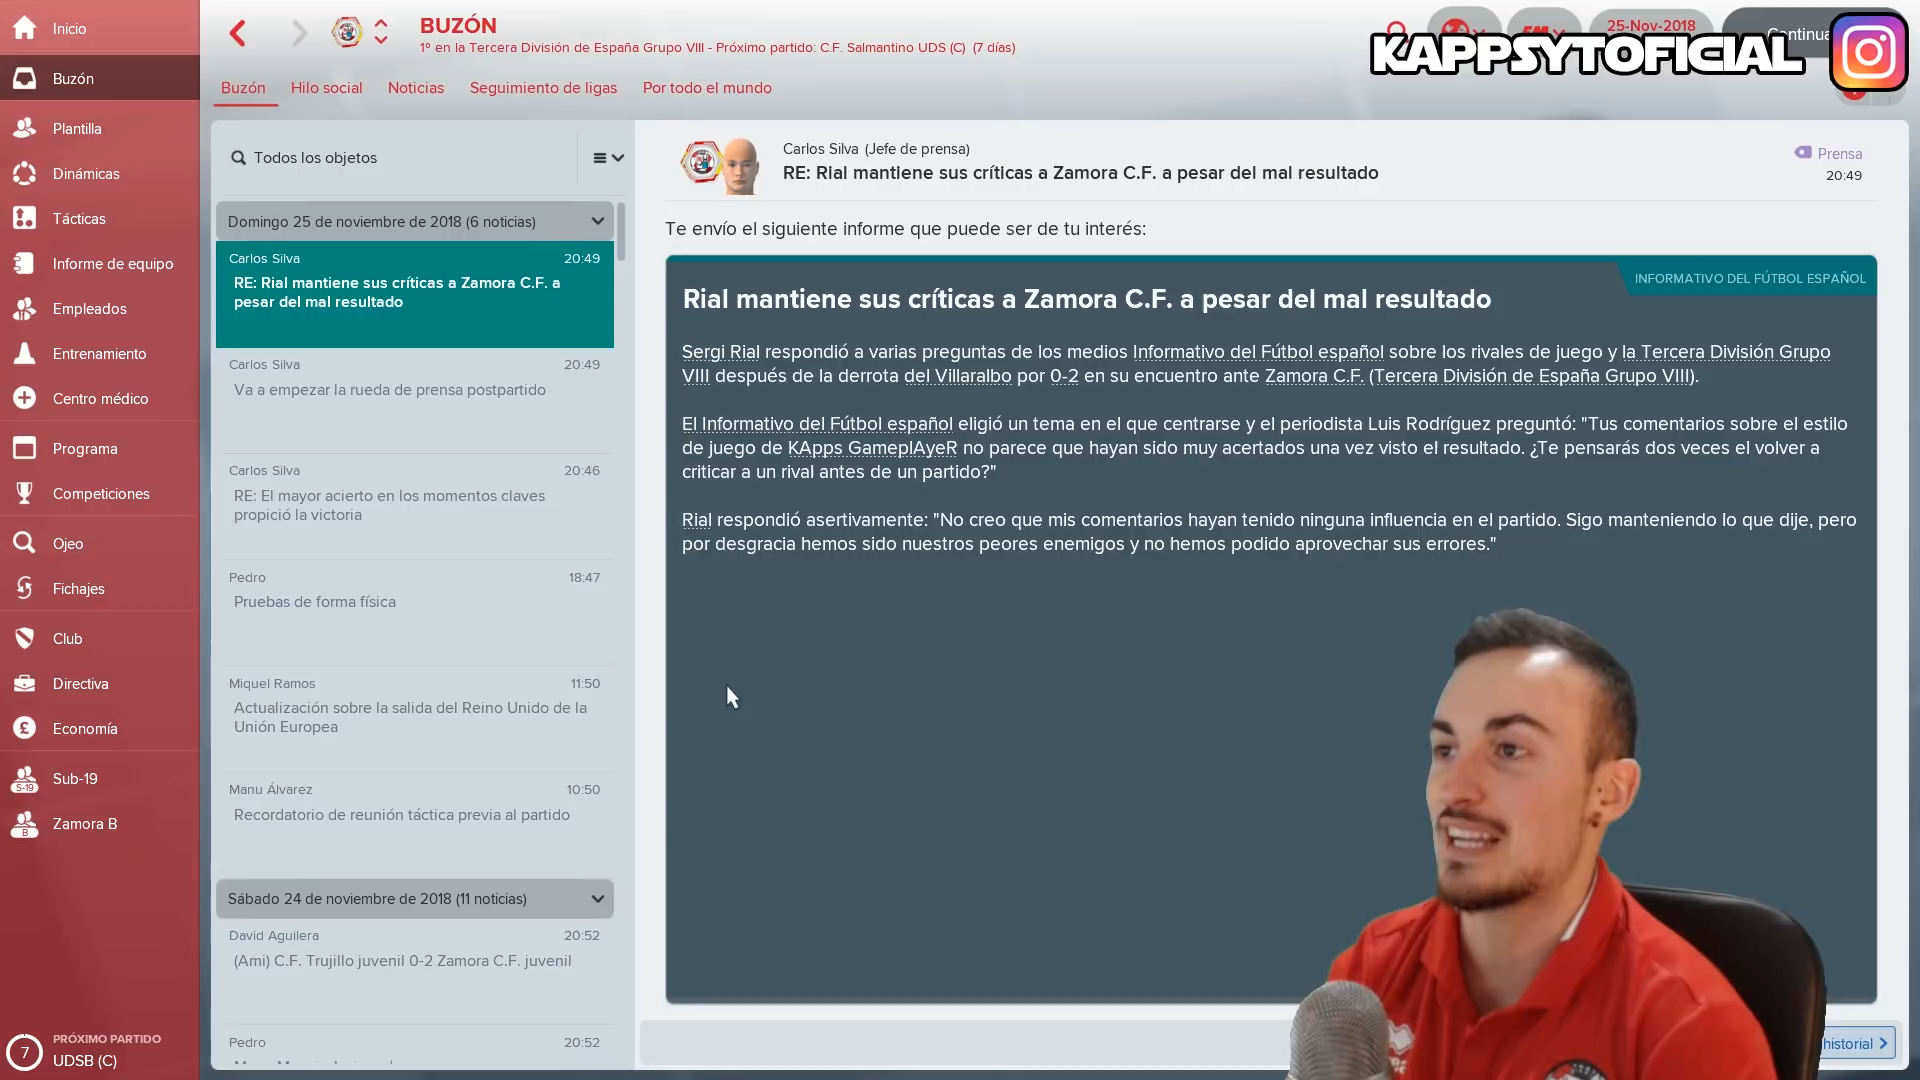 Inicio
Buzón
Plantilla
Dinámicas
Tácticas
Informe de equipo
Empleados
Entrenamiento
Centro médico
Programa
Competiciones
Ojeo
Fichajes
Club
Directiva
Economía
S-19
Sub-19
B
Zamora B
7
PRÓXIMO PARTIDO
UDSB (C)
BUZÓN
1º en la Tercera División de España Grupo VIII - Próximo partido: C.F. Salmantino UDS (C) (7 días)
25-Nov-2018
KAPPSYTOFICIAL
Buzón Hilo social Noticias Seguimiento de ligas Por todo el mundo
Todos los objetos
Domingo 25 de noviembre de 2018 (6 noticias)
Carlos Silva 20:49
RE: Rial mantiene sus críticas a Zamora C.F. a
pesar del mal resultado
Carlos Silva 20:49
Va a empezar la rueda de prensa postpartido
Carlos Silva 20:46
RE: El mayor acierto en los momentos claves
propició la victoria
Pedro 18:47
Pruebas de forma física
Miquel Ramos 11:50
Actualización sobre la salida del Reino Unido de la
Unión Europea
Manu Álvarez 10:50
Recordatorio de reunión táctica previa al partido
Sábado 24 de noviembre de 2018 (11 noticias)
David Aguilera 20:52
(Ami) C.F. Trujillo juvenil 0-2 Zamora C.F. juvenil
Pedro 20:52
Carlos Silva (Jefe de prensa)
RE: Rial mantiene sus críticas a Zamora C.F. a pesar del mal resultado
Prensa
20:49
Te envío el siguiente informe que puede ser de tu interés:
INFORMATIVO DEL FÚTBOL ESPAÑOL
Rial mantiene sus críticas a Zamora C.F. a pesar del mal resultado
Sergi Rial respondió a varias preguntas de los medios Informativo del Fútbol español sobre los rivales de juego y la Tercera División Grupo
VIII después de la derrota del Villaralbo por 0-2 en su encuentro ante Zamora C.F. (Tercera División de España Grupo VIII).
El Informativo del Fútbol español eligió un tema en el que centrarse y el periodista Luis Rodríguez preguntó: "Tus comentarios sobre el estilo
de juego de KApps GameplAyeR no parece que hayan sido muy acertados una vez visto el resultado. ¿Te pensarás dos veces el volver a
criticar a un rival antes de un partido?"
Rial respondió asertivamente: "No creo que mis comentarios hayan tenido ninguna influencia en el partido. Sigo manteniendo lo que dije, pero
por desgracia hemos sido nuestros peores enemigos y no hemos podido aprovechar sus errores."
historial